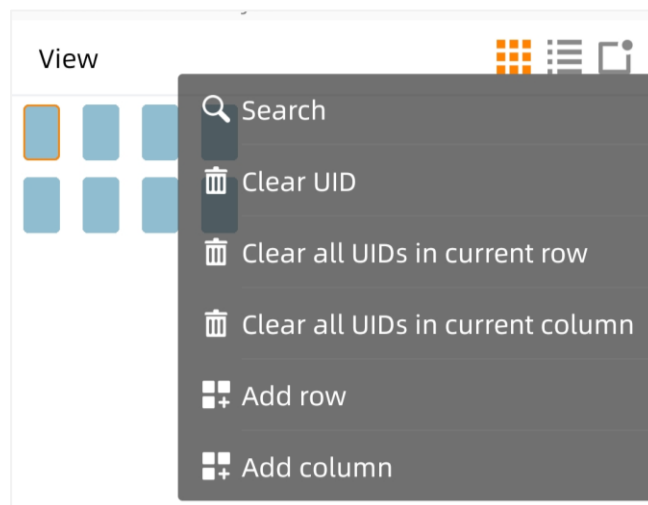 View
Search
Clear UID
Clear all UIDs in current row
Clear all UIDs in current column
Add row
Add column